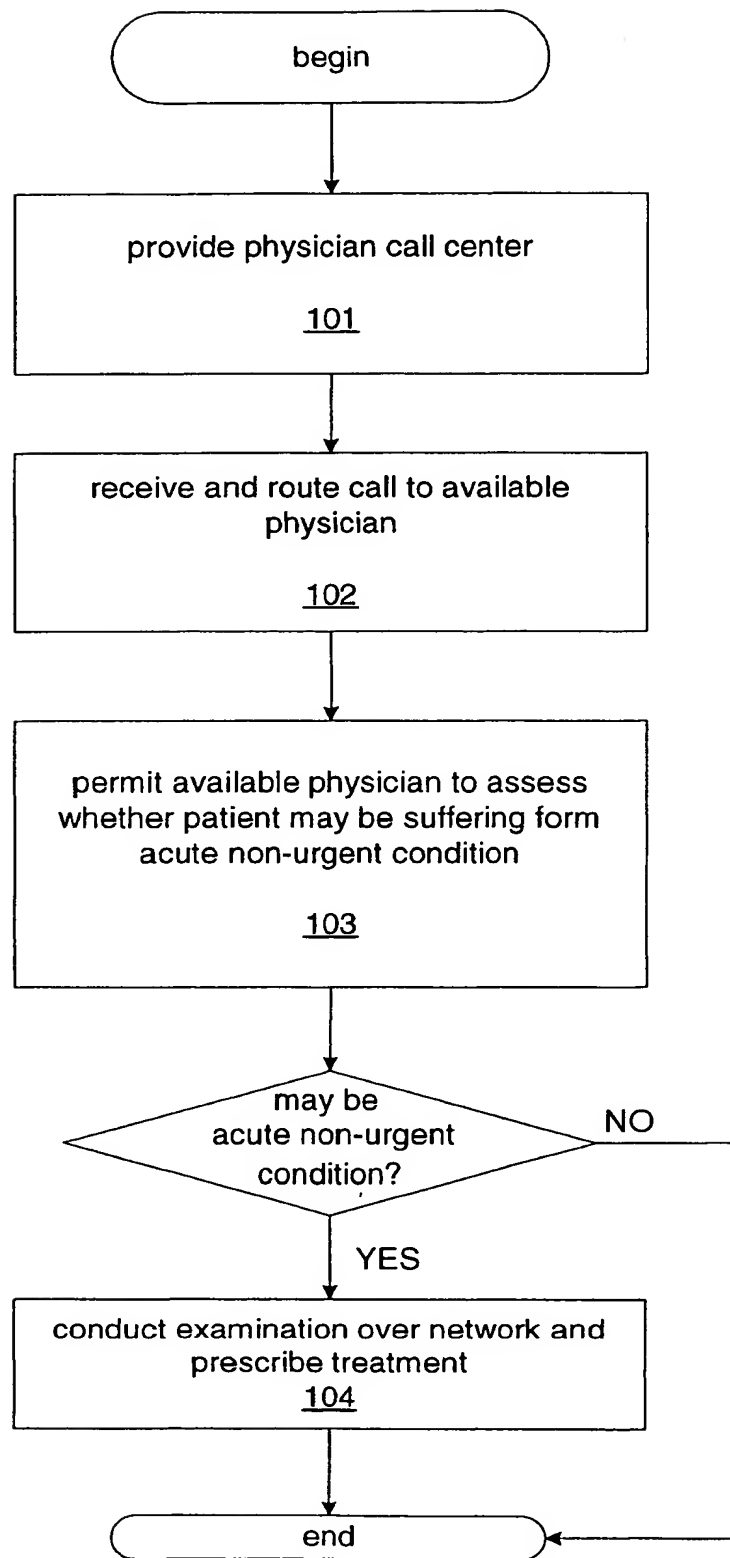 begin
provide physician call center
101
receive and route call to available
physician
102
permit available physician to assess
whether patient may be suffering form
acute non-urgent condition
103
may be
acute non-urgent
condition?
NO
YES
conduct examination over network and
prescribe treatment
104
end